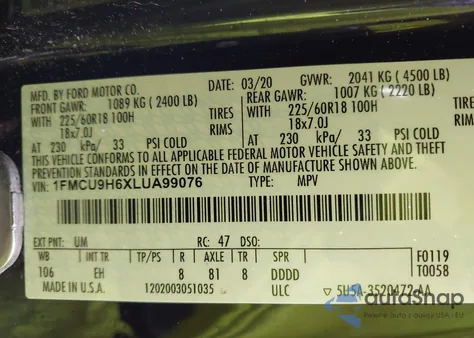 MFD. BY FORD MOTOR CO.
03/20 GVWR: 2041 KG ( 4500 LB)
FRONT GAWR: 1089 KG ( 2400 LB) REAR GAWR: 1007 KG ( 2220 LB)
WITH 225/60R18 100H TIRES WITH 225/60R18 100H TIRES
18x7.0J RIMS 18x7.0J RIMS
AT 230 kPa/ 33 PSI COLD AT 230 kPa/ 33 PSI COLD
THIS VEHICLE CONFORMS TO ALL APPLICABLE FEDERAL MOTOR VEHICLE SAFETY AND THEFT
PREVENTION STANDARDS IN EFFECT ON THE DATE OF MANUFACTURE SHOWN ABOVE.
VIN: 1FMCU9H6XLUA99076 TYPE: MPV
EXT PNT: UM RC: 47 DSO: F0119
WB INT TR TP/PS R AXLE TR SPR T0058
106 EH 8 81 8 DDDD
MADE IN U.S.A. 1202003051035 ULC 5U5A-3520472-AA
autoShap